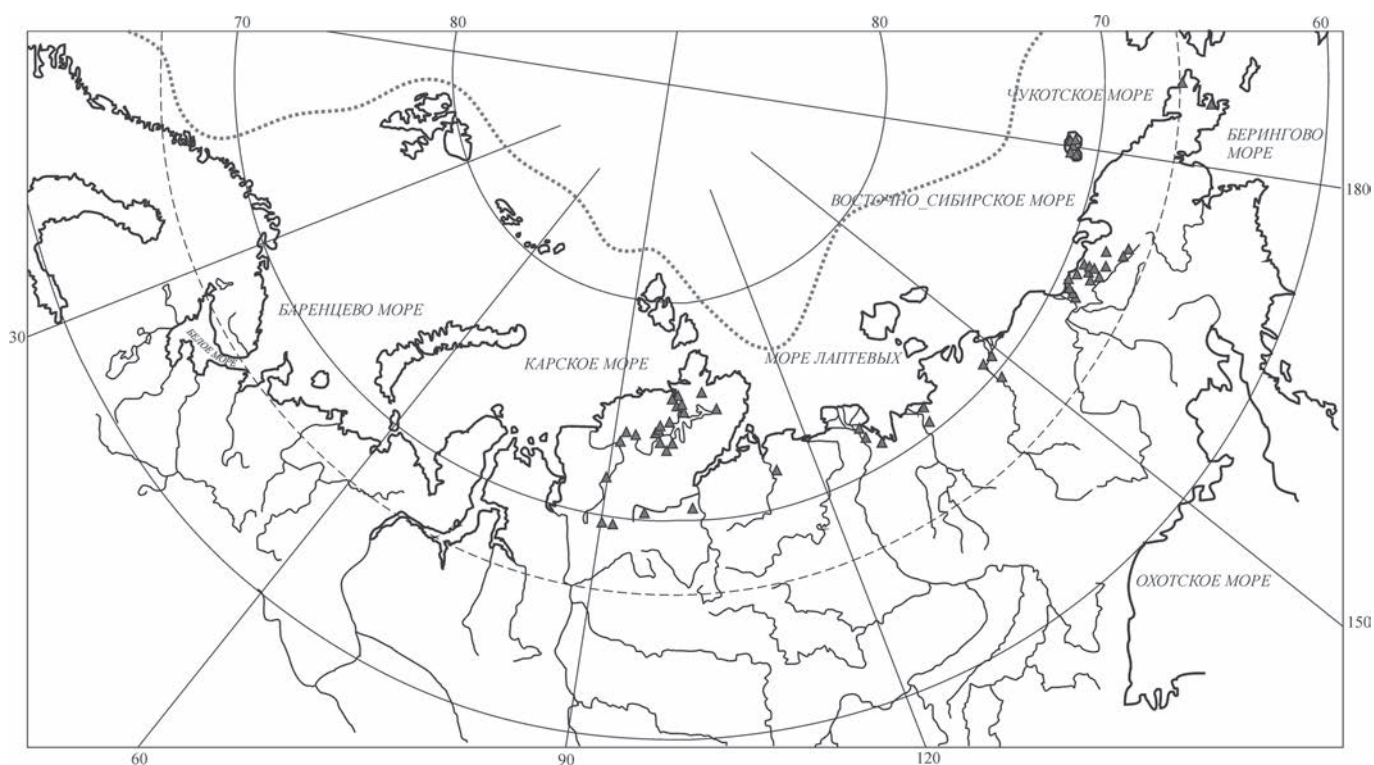 70
80
80
70
60
ЧУКОТСКОЕ МОРЕ
БЕРИНГОВО
МОРЕ
180
ВОСТОЧНО_СИБИРСКОЕ МОРЕ
БАРЕНЦЕВО МОРЕ
30
БЕЛОЕ МОРЕ
КАРСКОЕ МОРЕ
МОРЕ ЛАПТЕВЫХ
ОХОТСКОЕ МОРЕ
150
60
90
120